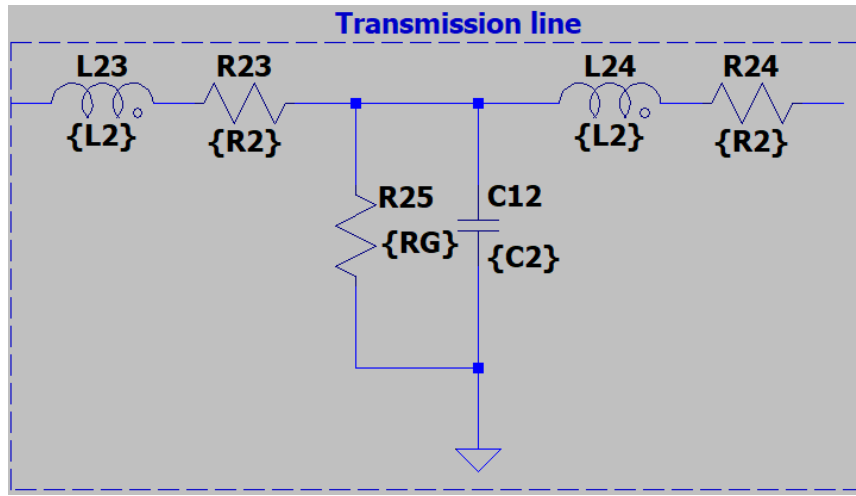 Transmission line
L23
{L2}
R23
{R2}
L24
{L2}
R24
{R2}
R25
{RG}
C12
{C2}